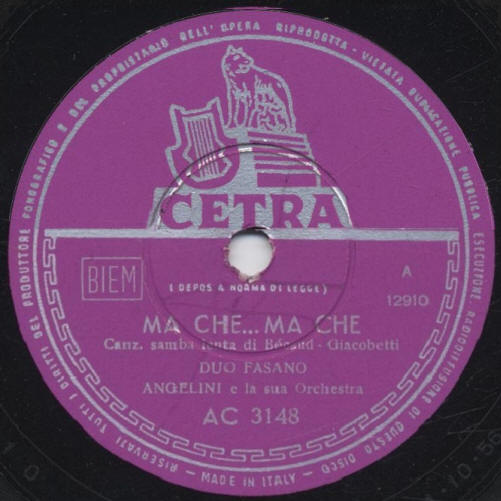 RISERVATI TUTTI I DIRITTI DEL PRODUTTORE FONOGRAFICO E DEL PROPRIETARIO DELL'OPERA RIPRODOTTA - VIETATA DUPLICAZIONE PUBBLICA ESECUZIONE, RADIODIFFUSIONE DI QUESTO DISCO
CETRA
BIEM
(DEPOS A NORMA DI LEGGE)
A
12910
MA CHE... MA CHE
Canz. samba lenta di Bécaud - Giacobetti
DUO FASANO
ANGELINI e la sua Orchestra
AC 3148
- MADE IN ITALY -